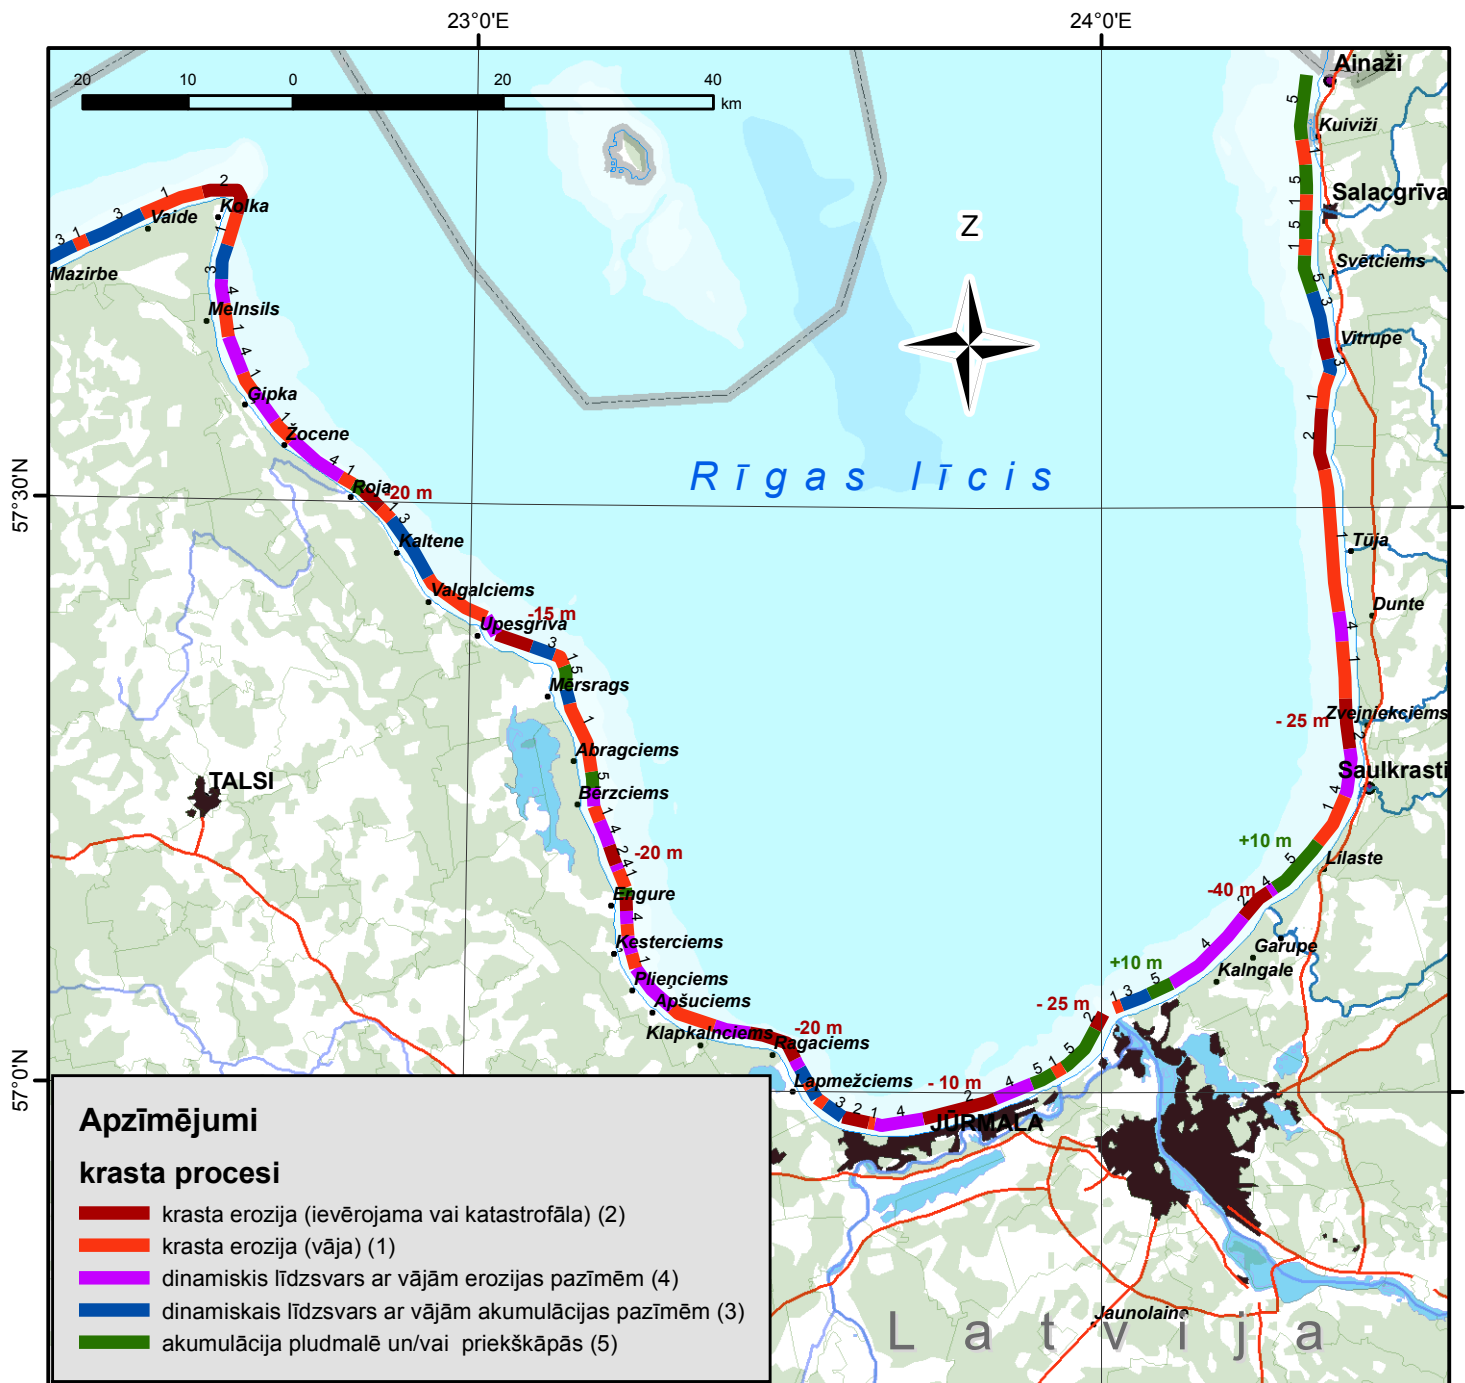 23°0'E
24°0'E
20 10 0 20 40
km
Ainaži
Kuiviži
Salacgrīva
Svētciems
Vitrupe
Z
Kolka
Vaide
Mazirbe
Melnsils
Ģipka
Žocene
Roja
-20 m
Rīgas līcis
57°30'N
Kaltene
Tūja
Valgalciems
Dunte
-15 m
Upesgrīva
Mērsrags
Zvejniekciems
- 25 m
Abragciems
Saulkrasti
TALSI
Bērzciems
+10 m
-20 m
Lilaste
-40 m
Engure
Garupe
Kesterciems
+10 m
Kalngale
Plieņciems
Apšuciems
- 25 m
-20 m
Klapkalnciems
Ragaciems
57°0'N
Lapmežciems
- 10 m
JŪRMALA
Apzīmējumi
krasta procesi
krasta erozija (ievērojama vai katastrofāla) (2)
krasta erozija (vāja) (1)
dinamiskis līdzsvars ar vājām erozijas pazīmēm (4)
dinamiskais līdzsvars ar vājām akumulācijas pazīmēm (3)
akumulācija pludmalē un/vai priekškāpās (5)
Jaunolaine
Latvija